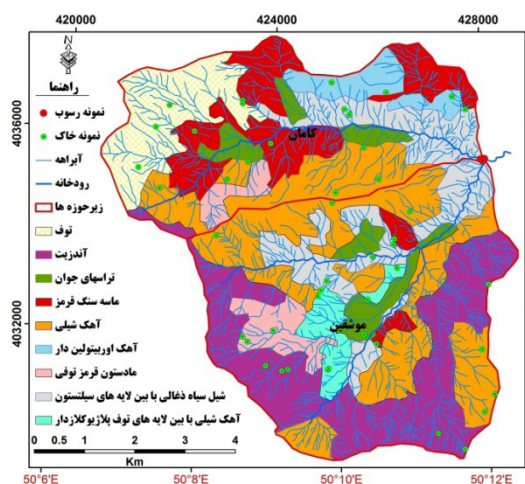 420000
424000
428000
N
راهنما
نمونه رسوب
نمونه خاک
آبراهه
رودخانه
زیرحوزه ها
توف
آندزیت
تراسهای جوان
ماسه سنگ قرمز
آهک شیلی
آهک اوربیتولین دار
مادستون قرمز توفی
شیل سیاه ذغالی با بین لایه های سیلتستون
آهک شیلی با بین لایه های توف پلاژیوکلازدار
کامان
موشقین
4036000
4032000
0 0.5 1 2 3 4
Km
50°6'E
50°8'E
50°10'E
50°12'E